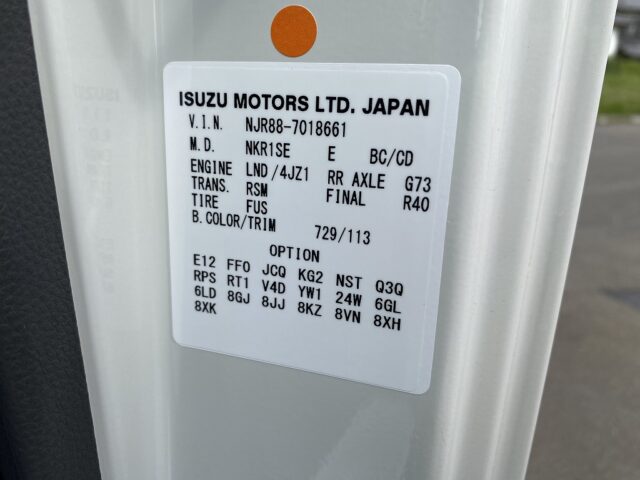 ISUZU MOTORS LTD. JAPAN
V.I.N. NJR88-7018661
M.D. NKR1SE E BC/CD
ENGINE LND/4JZ1 RR AXLE G73
TRANS. RSM FINAL R40
TIRE FUS
B.COLOR/TRIM 729/113
OPTION
E12 FF0 JCQ KG2 NST Q3Q
RPS RT1 V4D YW1 24W 6GL
6LD 8GJ 8JJ 8KZ 8VN 8XH
8XK